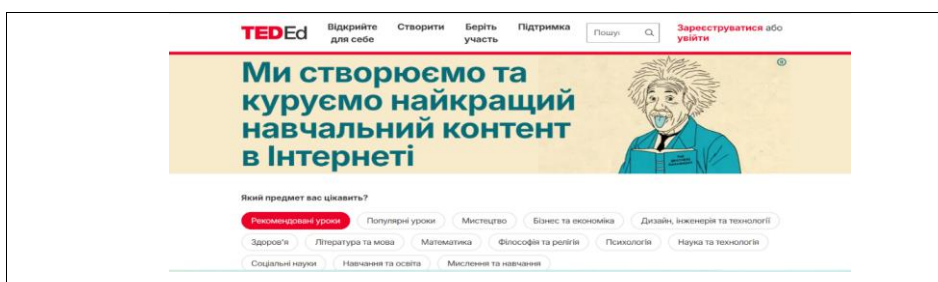 TEDEd
Відкрийте для себе
Створити
Беріть участь
Підтримка
Пошук
Зареєструватися або увійти
Ми створюємо та
куруємо найкращий
навчальний контент
в Інтернеті
Який предмет вас цікавить?
Рекомендовані уроки Популярні уроки Мистецтво Бізнес та економіка Дизайн, інженерія та технології
Здоров'я Література та мова Математика Філософія та релігія Психологія Наука та технологія
Соціальні науки Навчання та освіта Мислення та навчання